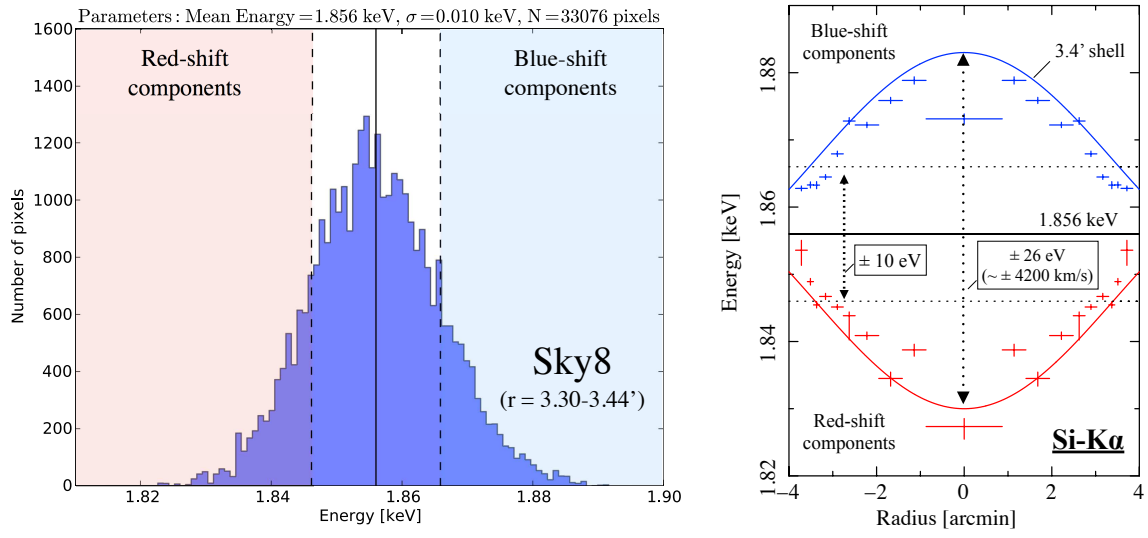 Parameters: Mean Energy=1.856 keV, σ=0.010 keV, N=33076 pixels
Red-shift
components
Blue-shift
components
Sky8
(r = 3.30-3.44’)
Number of pixels
1600
1400
1200
1000
800
600
400
200
0
1.82
1.84
1.86
1.88
1.90
Energy [keV]
Blue-shift
components
3.4’ shell
1.856 keV
± 10 eV
± 26 eV
(~ ± 4200 km/s)
Red-shift
components
Si-Kα
Energy [keV]
1.88
1.86
1.84
1.82
−4
−2
0
2
4
Radius [arcmin]